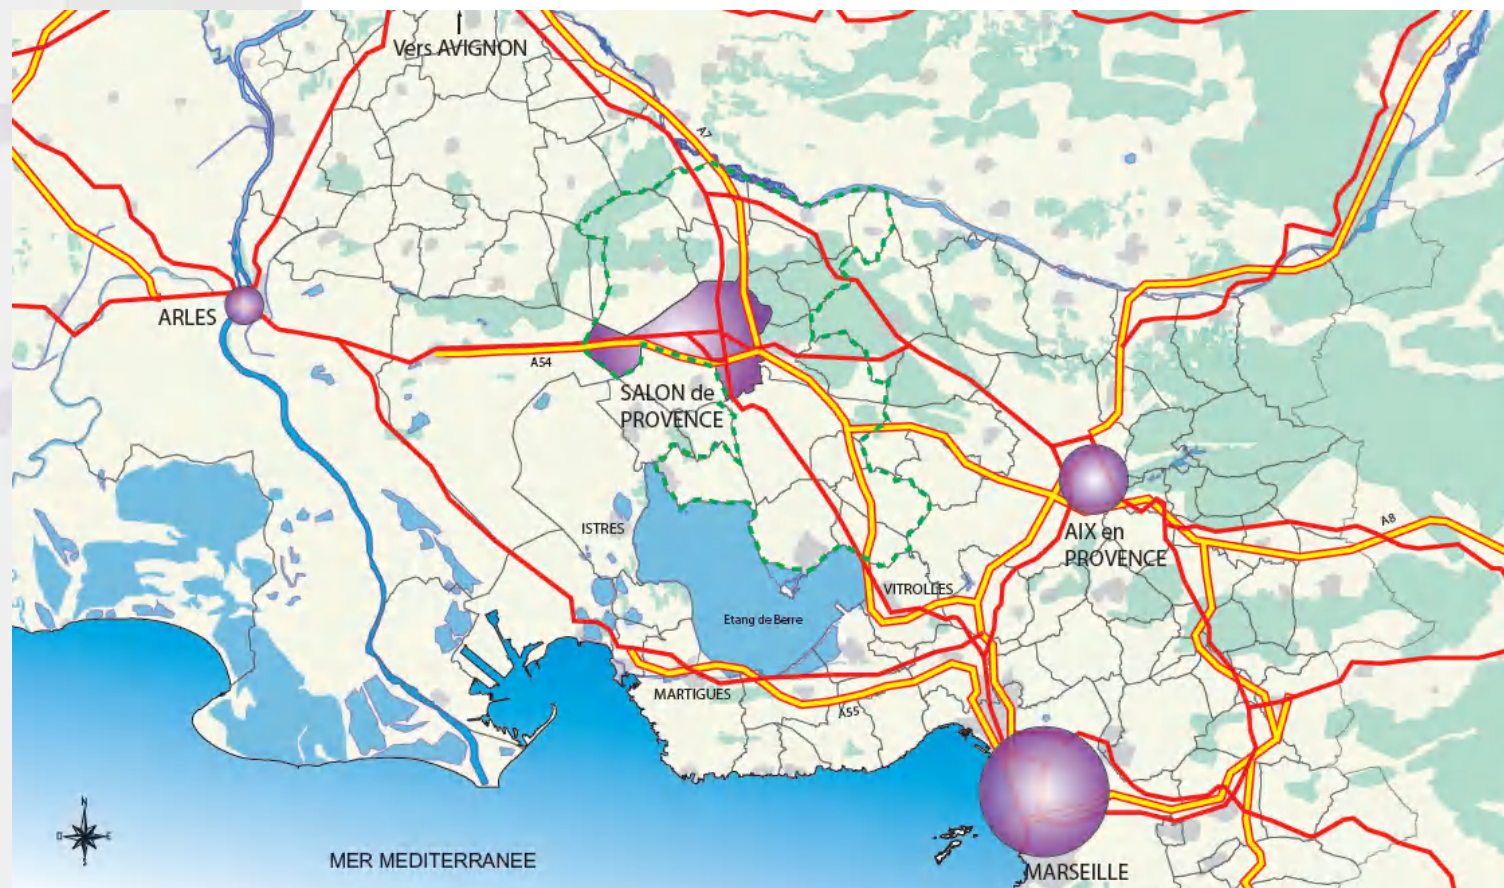 Vers AVIGNON
A7
ARLES
A54
SALON de
PROVENCE
ISTRES
AIX en
PROVENCE
A8
VITROLLES
Etang de Berre
MARTIGUES
A55
MARSEILLE
MER MEDITERRANEE
N
O
E
S